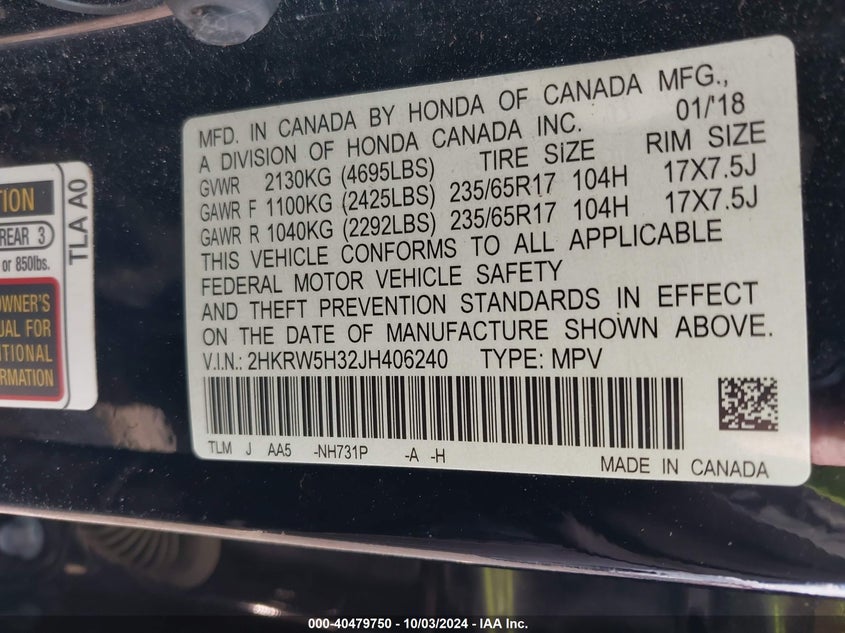 MFD. IN CANADA BY HONDA OF CANADA MFG.,
A DIVISION OF HONDA CANADA INC. 01/'18
GVWR 2130KG (4695LBS) TIRE SIZE RIM SIZE
GAWR F 1100KG (2425LBS) 235/65R17 104H 17X7.5J
GAWR R 1040KG (2292LBS) 235/65R17 104H 17X7.5J
THIS VEHICLE CONFORMS TO ALL APPLICABLE
FEDERAL MOTOR VEHICLE SAFETY
AND THEFT PREVENTION STANDARDS IN EFFECT
ON THE DATE OF MANUFACTURE SHOWN ABOVE.
V.I.N.: 2HKRW5H32JH406240 TYPE: MPV
TLM J AA5 -NH731P -A -H
MADE IN CANADA
TION
REAR 3
or 850lbs.
OWNER'S
UAL FOR
ITIONAL
ORMATION
TLA A0
000-40479750 - 10/03/2024 - IAA Inc.